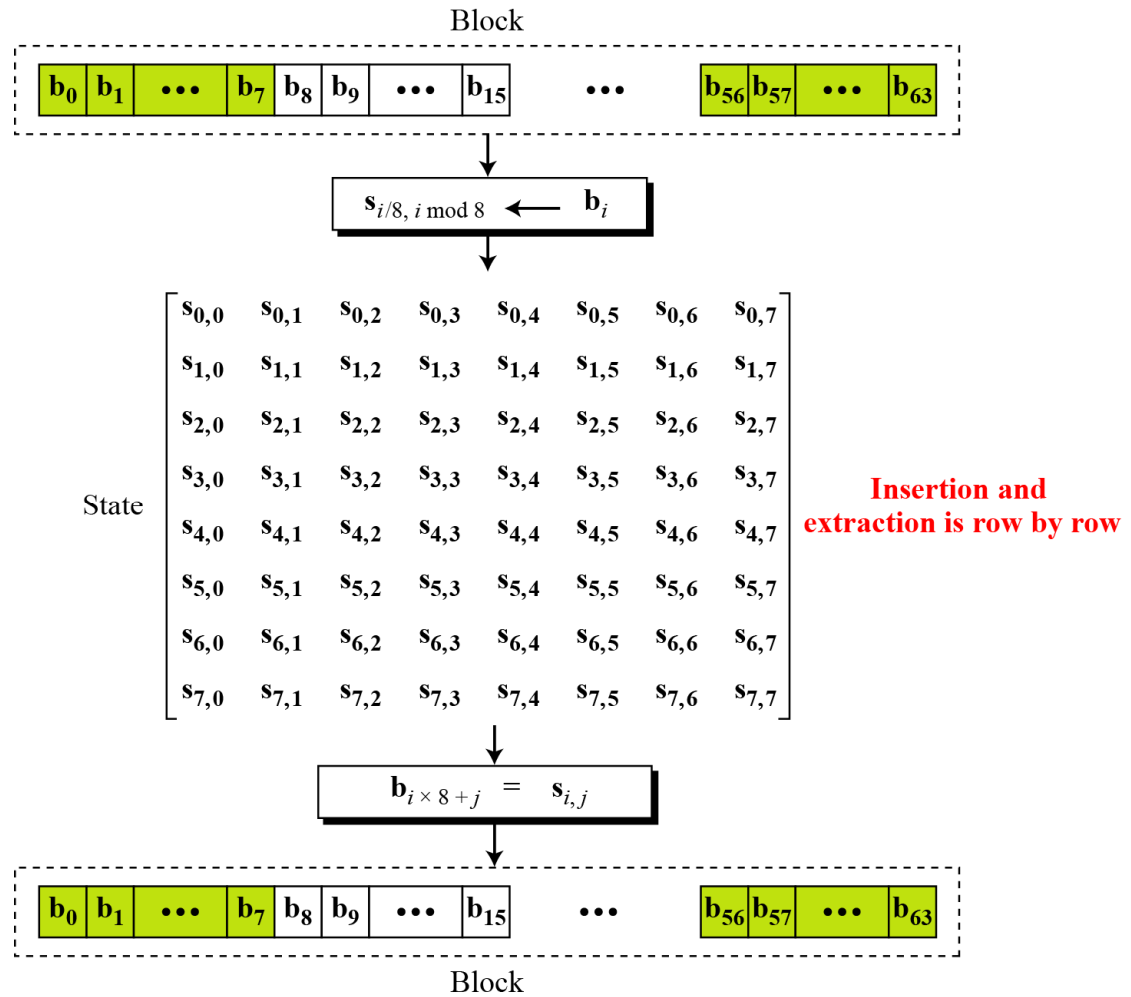 Block
b0 b1 ••• b7 b8 b9 ••• b15 ••• b56 b57 ••• b63
s i/8, i mod 8 ← bi
s0,0 s0,1 s0,2 s0,3 s0,4 s0,5 s0,6 s0,7
s1,0 s1,1 s1,2 s1,3 s1,4 s1,5 s1,6 s1,7
s2,0 s2,1 s2,2 s2,3 s2,4 s2,5 s2,6 s2,7
s3,0 s3,1 s3,2 s3,3 s3,4 s3,5 s3,6 s3,7
State
s4,0 s4,1 s4,2 s4,3 s4,4 s4,5 s4,6 s4,7
s5,0 s5,1 s5,2 s5,3 s5,4 s5,5 s5,6 s5,7
s6,0 s6,1 s6,2 s6,3 s6,4 s6,5 s6,6 s6,7
s7,0 s7,1 s7,2 s7,3 s7,4 s7,5 s7,6 s7,7
Insertion and
extraction is row by row
b i × 8 + j = s i, j
b0 b1 ••• b7 b8 b9 ••• b15 ••• b56 b57 ••• b63
Block